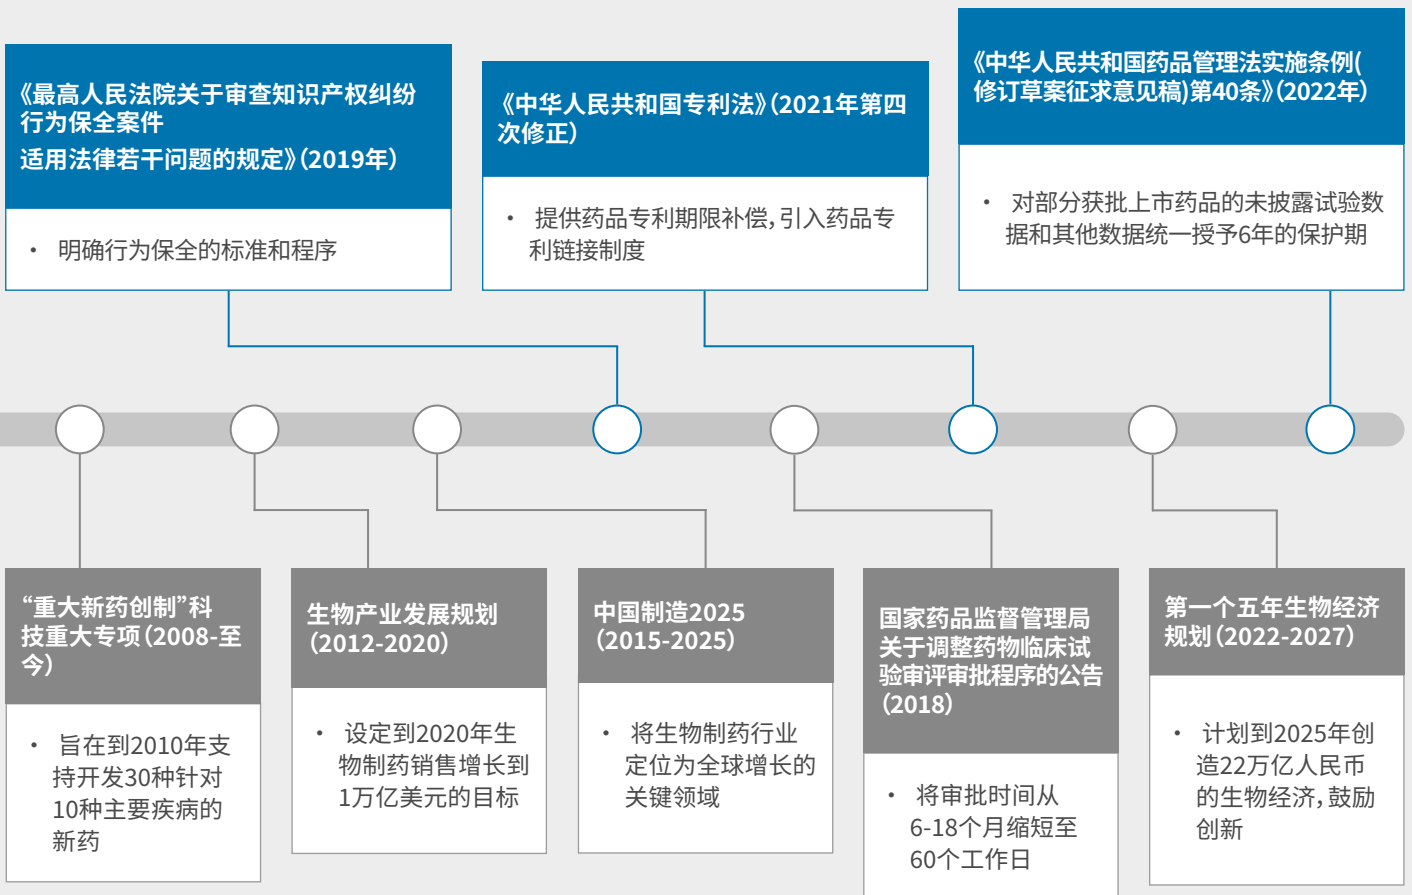 《最高人民法院关于审查知识产权纠纷
行为保全案件
适用法律若干问题的规定》（2019年）
• 明确行为保全的标准和程序
《中华人民共和国专利法》（2021年第四
次修正）
• 提供药品专利期限补偿，引入药品专
利链接制度
《中华人民共和国药品管理法实施条例(
修订草案征求意见稿)第40条》（2022年）
• 对部分获批上市药品的未披露试验数
据和其他数据统一授予6年的保护期
“重大新药创制”科
技重大专项（2008-至
今）
• 旨在到2010年支
持开发30种针对
10种主要疾病的
新药
生物产业发展规划
（2012-2020）
• 设定到2020年生
物制药销售增长到
1万亿美元的目标
中国制造2025
（2015-2025）
• 将生物制药行业
定位为全球增长的
关键领域
国家药品监督管理局
关于调整药物临床试
验审评审批程序的公告
（2018）
• 将审批时间从
6-18个月缩短至
60个工作日
第一个五年生物经济
规划（2022-2027）
• 计划到2025年创
造22万亿人民币
的生物经济，鼓励
创新